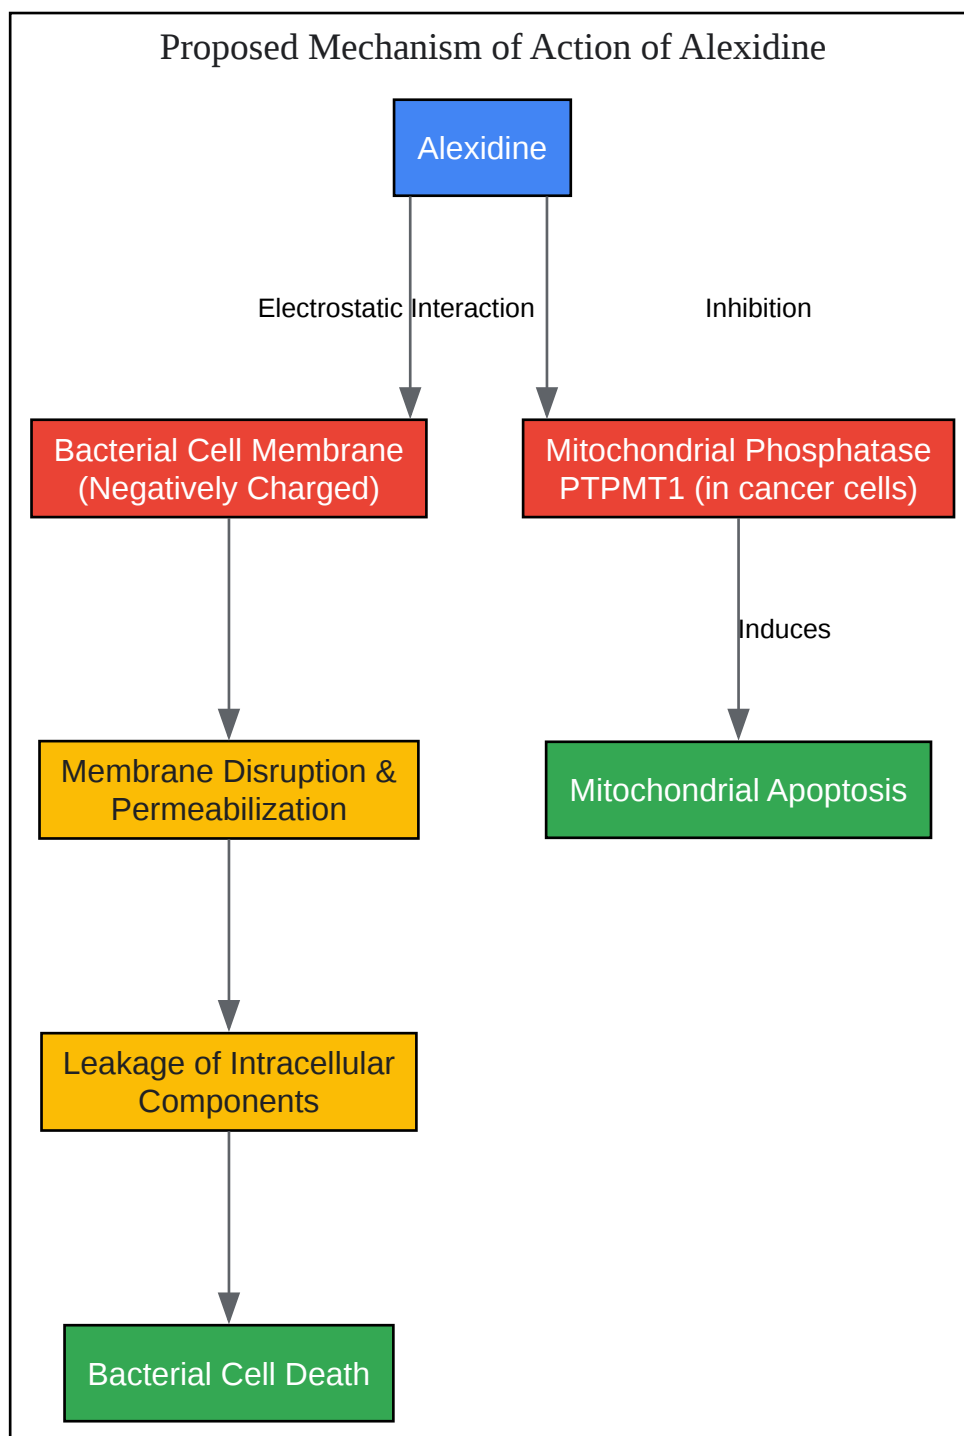 Proposed Mechanism of Action of Alexidine
Alexidine
Electrostatic Interaction
Inhibition
Bacterial Cell Membrane
(Negatively Charged)
Mitochondrial Phosphatase
PTPMT1 (in cancer cells)
Induces
Membrane Disruption &
Permeabilization
Mitochondrial Apoptosis
Leakage of Intracellular
Components
Bacterial Cell Death